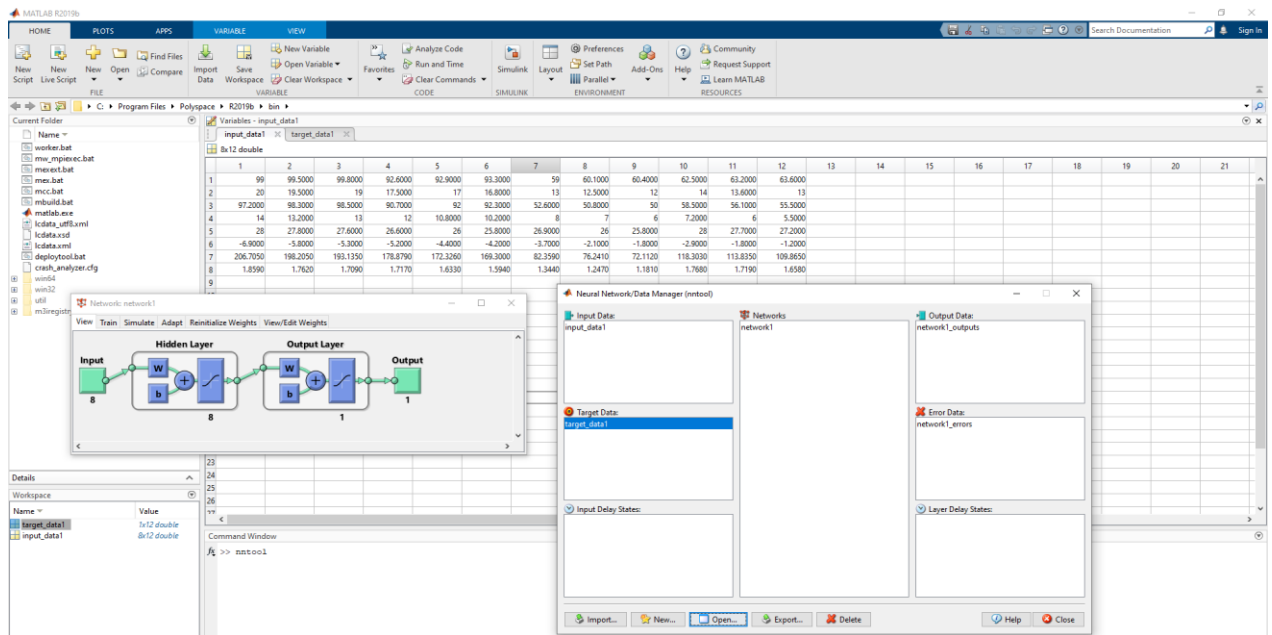 MATLAB R2019b
HOME PLOTS APPS VARIABLE VIEW Search Documentation Sign In
New Script New Live Script New Open Find Files Compare Import Data Save Workspace New Variable Open Variable Clear Workspace Favorites Analyze Code Run and Time Clear Commands Simulink Layout Preferences Set Path Parallel Add-Ons Help Community Request Support Learn MATLAB
FILE VARIABLE CODE SIMULINK ENVIRONMENT RESOURCES
C: Program Files Polyspace R2019b bin
Current Folder
Name
worker.bat
mw_mpiexec.bat
mexext.bat
mex.bat
mcc.bat
mbuild.bat
matlab.exe
lcdata_utf8.xml
lcdata.xsd
lcdata.xml
deploytool.bat
crash_analyzer.cfg
win64
win32
util
m3iregistr
Variables - input_data1
input_data1 target_data1
8x12 double
1 2 3 4 5 6 7 8 9 10 11 12 13 14 15 16 17 18 19 20 21
1 99 99.5000 99.8000 92.6000 92.9000 93.3000 59 60.1000 60.4000 62.5000 63.2000 63.6000
2 20 19.5000 19 17.5000 17 16.8000 13 12.5000 12 14 13.6000 13
3 97.2000 98.3000 98.5000 90.7000 92 92.3000 52.6000 50.8000 50 58.5000 56.1000 55.5000
4 14 13.2000 13 12 10.8000 10.2000 8 7 6 7.2000 6 5.5000
5 28 27.8000 27.6000 26.6000 26 25.8000 26.9000 26 25.8000 28 27.7000 27.2000
6 -6.9000 -5.8000 -5.3000 -5.2000 -4.4000 -4.2000 -3.7000 -2.1000 -1.8000 -2.9000 -1.8000 -1.2000
7 206.7050 198.2050 193.1350 178.8790 172.3260 169.3000 82.3590 76.2410 72.1120 118.3030 113.8350 109.8650
8 1.8590 1.7620 1.7090 1.7170 1.6330 1.5940 1.3440 1.2470 1.1810 1.7680 1.7190 1.6580
9
23
24
25
26
Network: network1
View Train Simulate Adapt Reinitialize Weights View/Edit Weights
Hidden Layer Output Layer
Input W b + W b + Output
8 8 1 1
Neural Network/Data Manager (nntool)
Input Data:
input_data1
Networks
network1
Output Data:
network1_outputs
Target Data:
target_data1
Error Data:
network1_errors
Input Delay States:
Layer Delay States:
Import... New... Open... Export... Delete Help Close
Details
Workspace
Name Value
target_data1 1x12 double
input_data1 8x12 double
Command Window
fx >> nntool